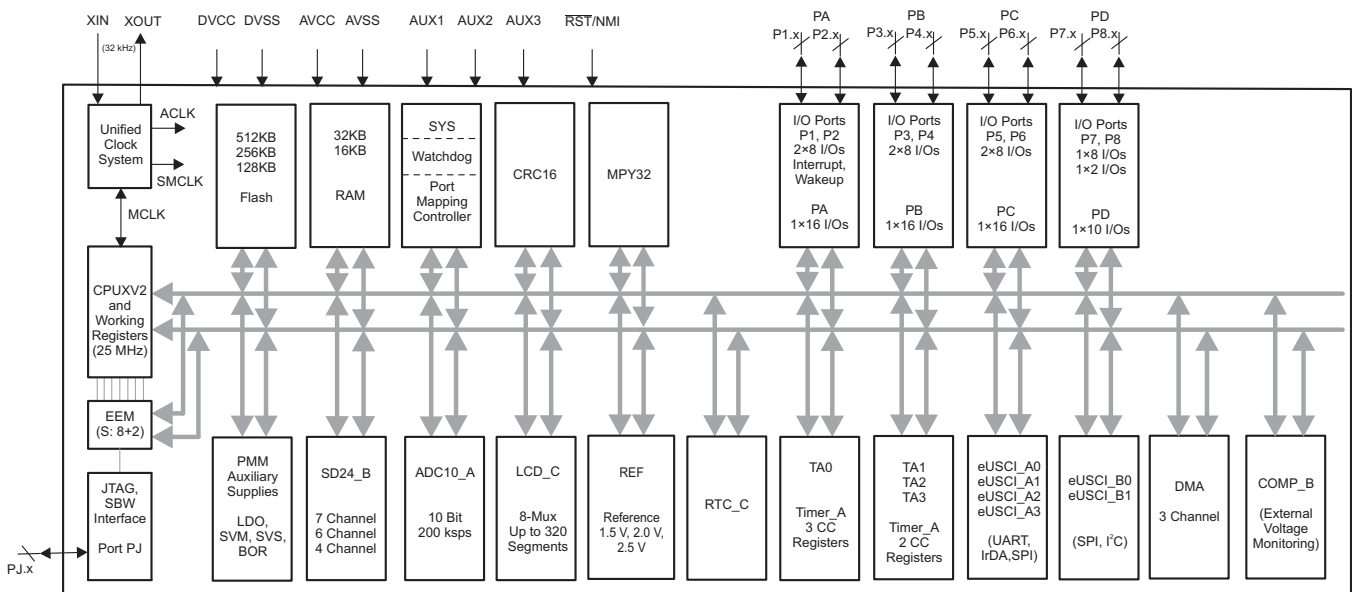 XIN
XOUT
(32 kHz)
DVCC
DVSS
AVCC
AVSS
AUX1
AUX2
AUX3
RST/NMI
PA
P1.x
P2.x
PB
P3.x
P4.x
PC
P5.x
P6.x
PD
P7.x
P8.x
Unified
Clock
System
ACLK
SMCLK
MCLK
512KB
256KB
128KB
Flash
32KB
16KB
RAM
SYS
Watchdog
Port
Mapping
Controller
CRC16
MPY32
I/O Ports
P1, P2
2×8 I/Os
Interrupt,
Wakeup
PA
1×16 I/Os
I/O Ports
P3, P4
2×8 I/Os
PB
1×16 I/Os
I/O Ports
P5, P6
2×8 I/Os
PC
1×16 I/Os
I/O Ports
P7, P8
1×8 I/Os
1×2 I/Os
PD
1×10 I/Os
CPUXV2
and
Working
Registers
(25 MHz)
EEM
(S: 8+2)
JTAG,
SBW
Interface
Port PJ
PJ.x
PMM
Auxiliary
Supplies
LDO,
SVM, SVS,
BOR
SD24_B
7 Channel
6 Channel
4 Channel
ADC10_A
10 Bit
200 ksps
LCD_C
8-Mux
Up to 320
Segments
REF
Reference
1.5 V, 2.0 V,
2.5 V
RTC_C
TA0
Timer_A
3 CC
Registers
TA1
TA2
TA3
Timer_A
2 CC
Registers
eUSCI_A0
eUSCI_A1
eUSCI_A2
eUSCI_A3
(UART,
IrDA,SPI)
eUSCI_B0
eUSCI_B1
(SPI, I²C)
DMA
3 Channel
COMP_B
(External
Voltage
Monitoring)